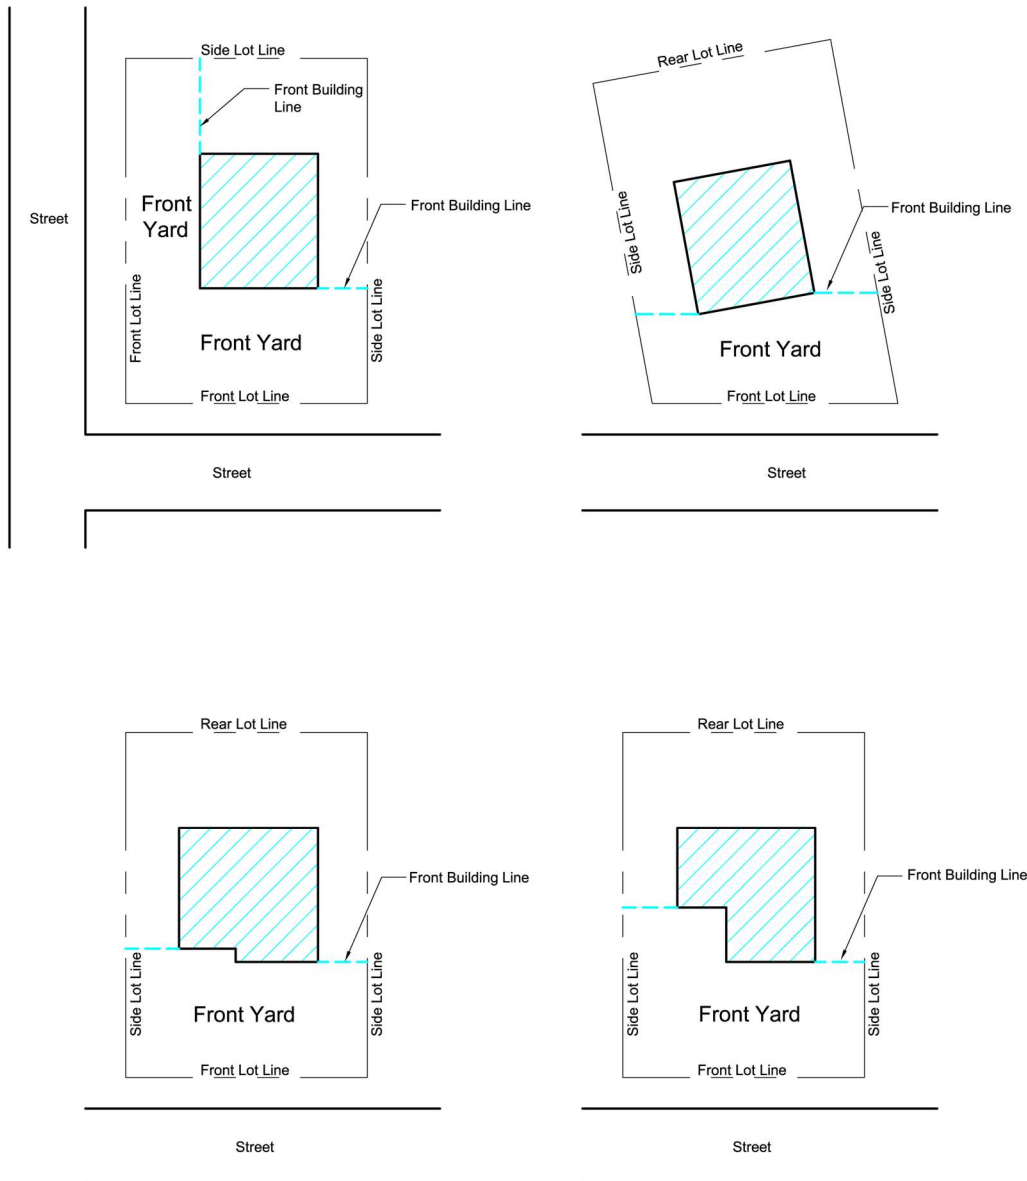 Side Lot Line
Front Building
Line
Street
Front
Yard
Front Building Line
Front Lot Line
Side Lot Line
Front Yard
Front Lot Line
Street
Rear Lot Line
Side Lot Line
Front Building Line
Side Lot Line
Front Yard
Front Lot Line
Street
Rear Lot Line
Front Building Line
Side Lot Line
Side Lot Line
Front Yard
Front Lot Line
Street
Rear Lot Line
Front Building Line
Side Lot Line
Side Lot Line
Front Yard
Front Lot Line
Street